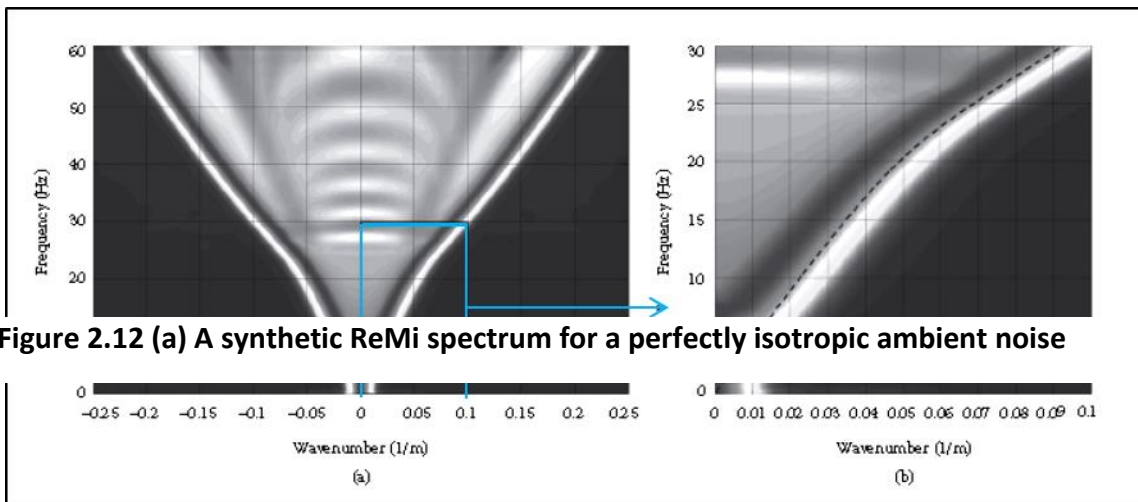 60
50
40
30
20
0
Frequency (Hz)
-0.25 -0.2 -0.15 -0.1 -0.05 0 0.05 0.1 0.15 0.2 0.25
Wavenumber (1/m)
(a)
30
25
20
15
10
0
Frequency (Hz)
0 0.01 0.02 0.03 0.04 0.05 0.06 0.07 0.08 0.09 0.1
Wavenumber (1/m)
(b)
Figure 2.12 (a) A synthetic ReMi spectrum for a perfectly isotropic ambient noise